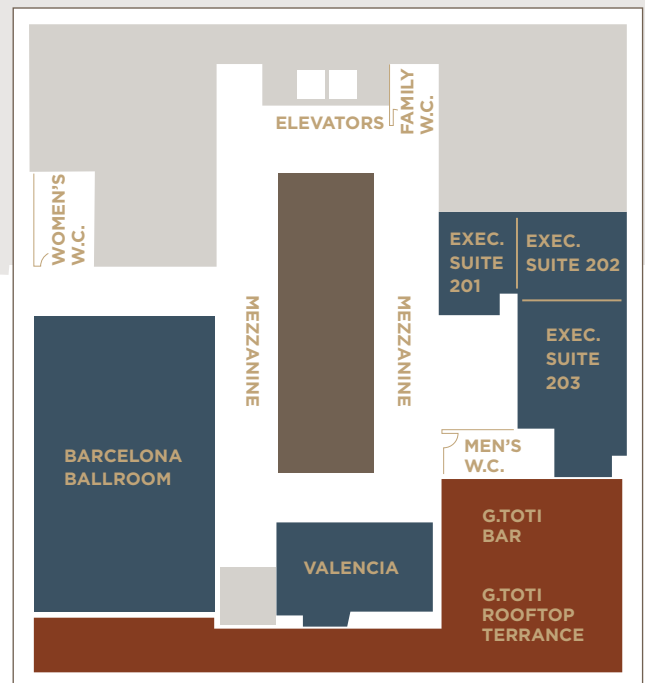 ELEVATORS
FAMILY
W.C.
WOMEN'S
W.C.
EXEC.
SUITE
201
EXEC.
SUITE 202
MEZZANINE
MEZZANINE
EXEC.
SUITE
203
BARCELONA
BALLROOM
MEN'S
W.C.
G.TOTI
BAR
VALENCIA
G.TOTI
ROOFTOP
TERRANCE